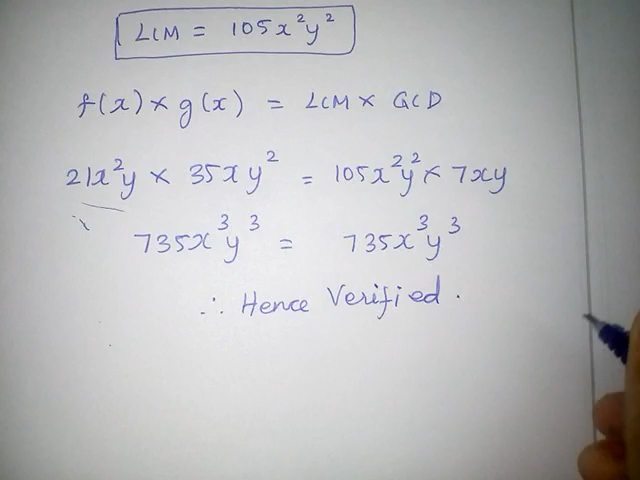 LCM = 105x²y²
f(x) × g(x) = LCM × GCD
21x²y × 35xy² = 105x²y² × 7xy
735x³y³ = 735x³y³
∴ Hence Verified.